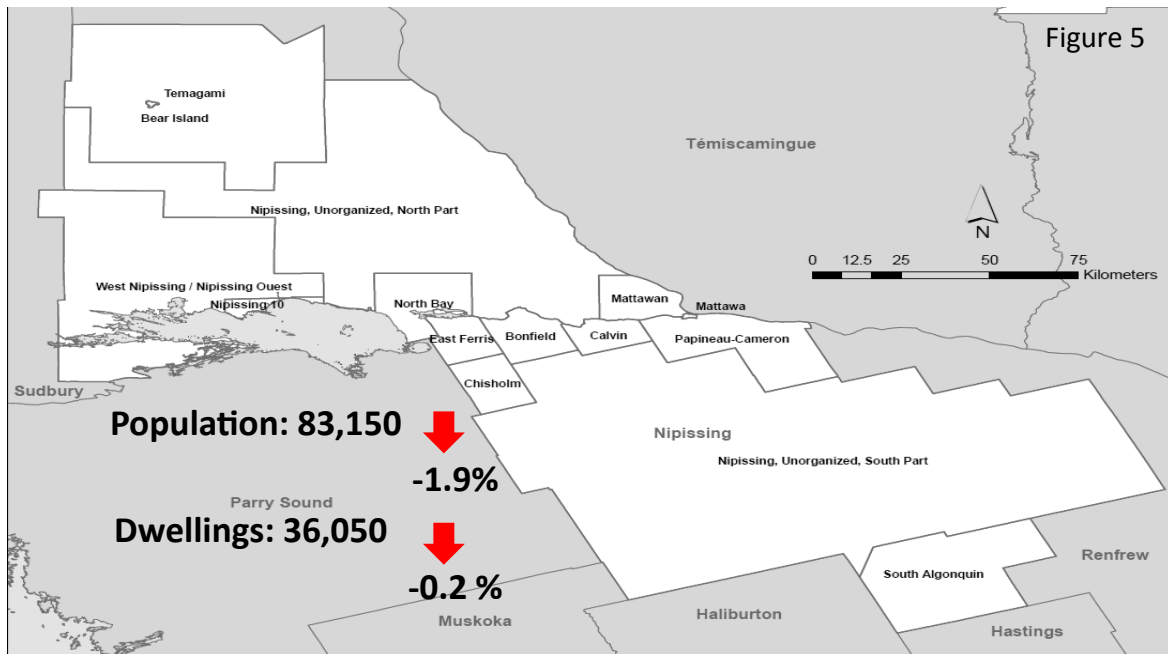 Figure 5
Temagami
Bear Island
Témiscamingue
Nipissing, Unorganized, North Part
N
0 12.5 25 50 75
Kilometers
West Nipissing / Nipissing Ouest
Nipissing 10
North Bay
Mattawan
Mattawa
East Ferris
Bonfield
Calvin
Papineau-Cameron
Chisholm
Sudbury
Population: 83,150
-1.9%
Nipissing
Nipissing, Unorganized, South Part
Parry Sound
Dwellings: 36,050
-0.2 %
South Algonquin
Renfrew
Muskoka
Haliburton
Hastings